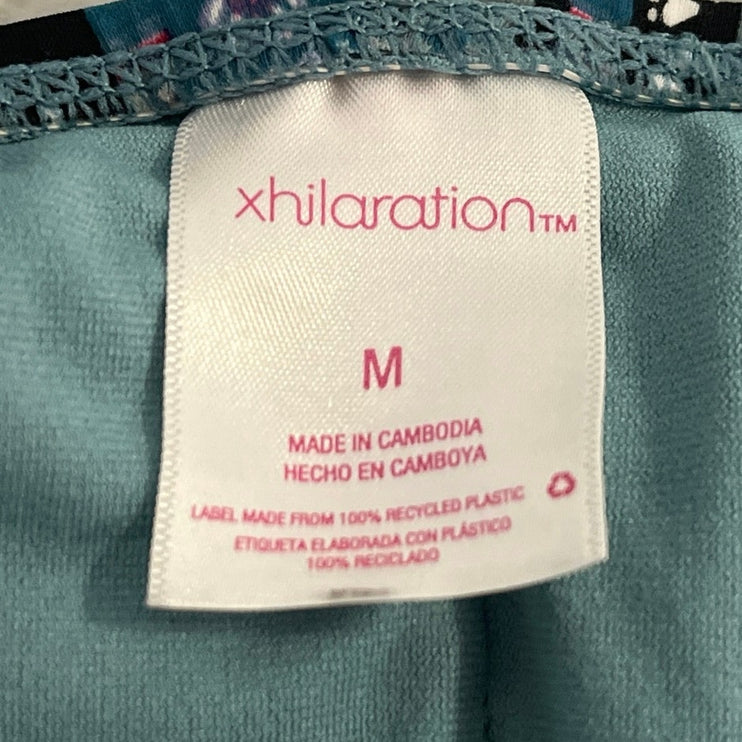 xhilaration™
M
MADE IN CAMBODIA
HECHO EN CAMBOYA
LABEL MADE FROM 100% RECYCLED PLASTIC
ETIQUETA ELABORADA CON PLÁSTICO
100% RECICLADO